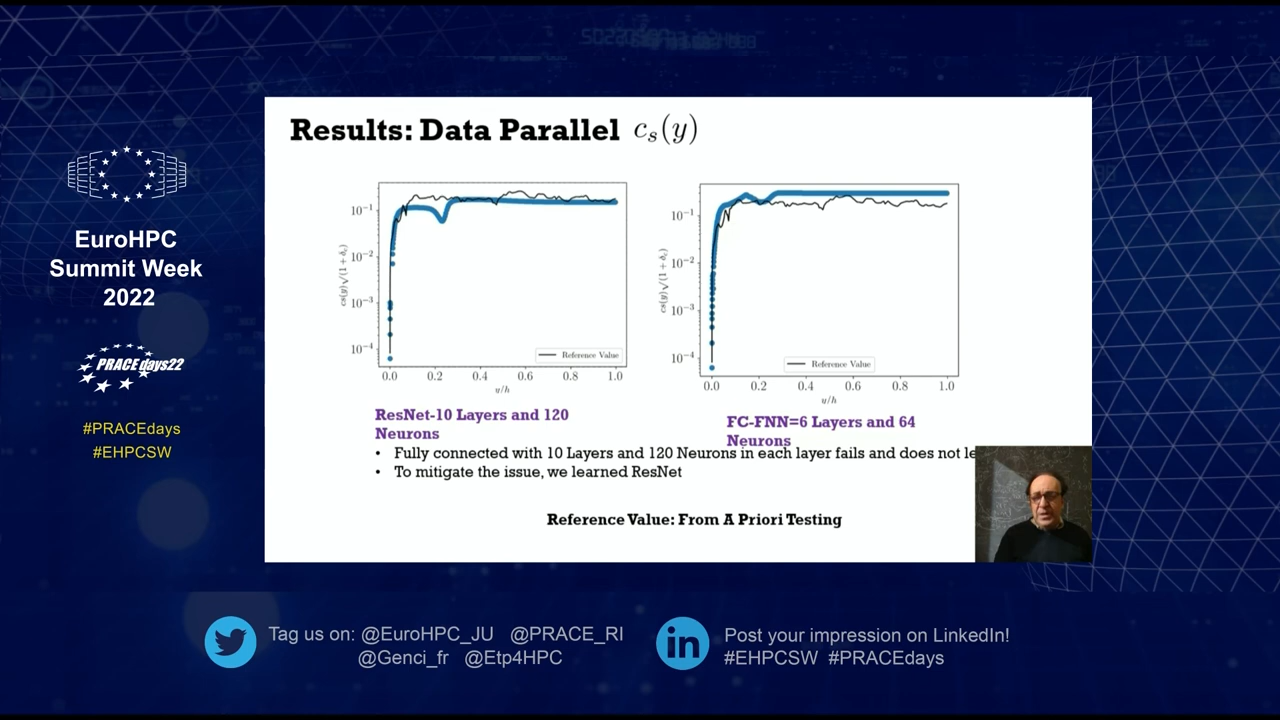 EuroHPC
Summit Week
2022
PRACEdays22
#PRACEdays
#EHPCSW
Results: Data Parallel c_s(y)
10⁻¹
10⁻²
10⁻³
10⁻⁴
cs(y)√(1 + δ_c)
Reference Value
0.0 0.2 0.4 0.6 0.8 1.0
y/h
10⁻¹
10⁻²
10⁻³
10⁻⁴
cs(y)√(1 + δ_c)
Reference Value
0.0 0.2 0.4 0.6 0.8 1.0
y/h
ResNet-10 Layers and 120
Neurons
FC-FNN=6 Layers and 64
Neurons
• Fully connected with 10 Layers and 120 Neurons in each layer fails and does not
• To mitigate the issue, we learned ResNet
Reference Value: From A Priori Testing
Tag us on: @EuroHPC_JU @PRACE_RI
@Genci_fr @Etp4HPC
in
Post your impression on LinkedIn!
#EHPCSW #PRACEdays